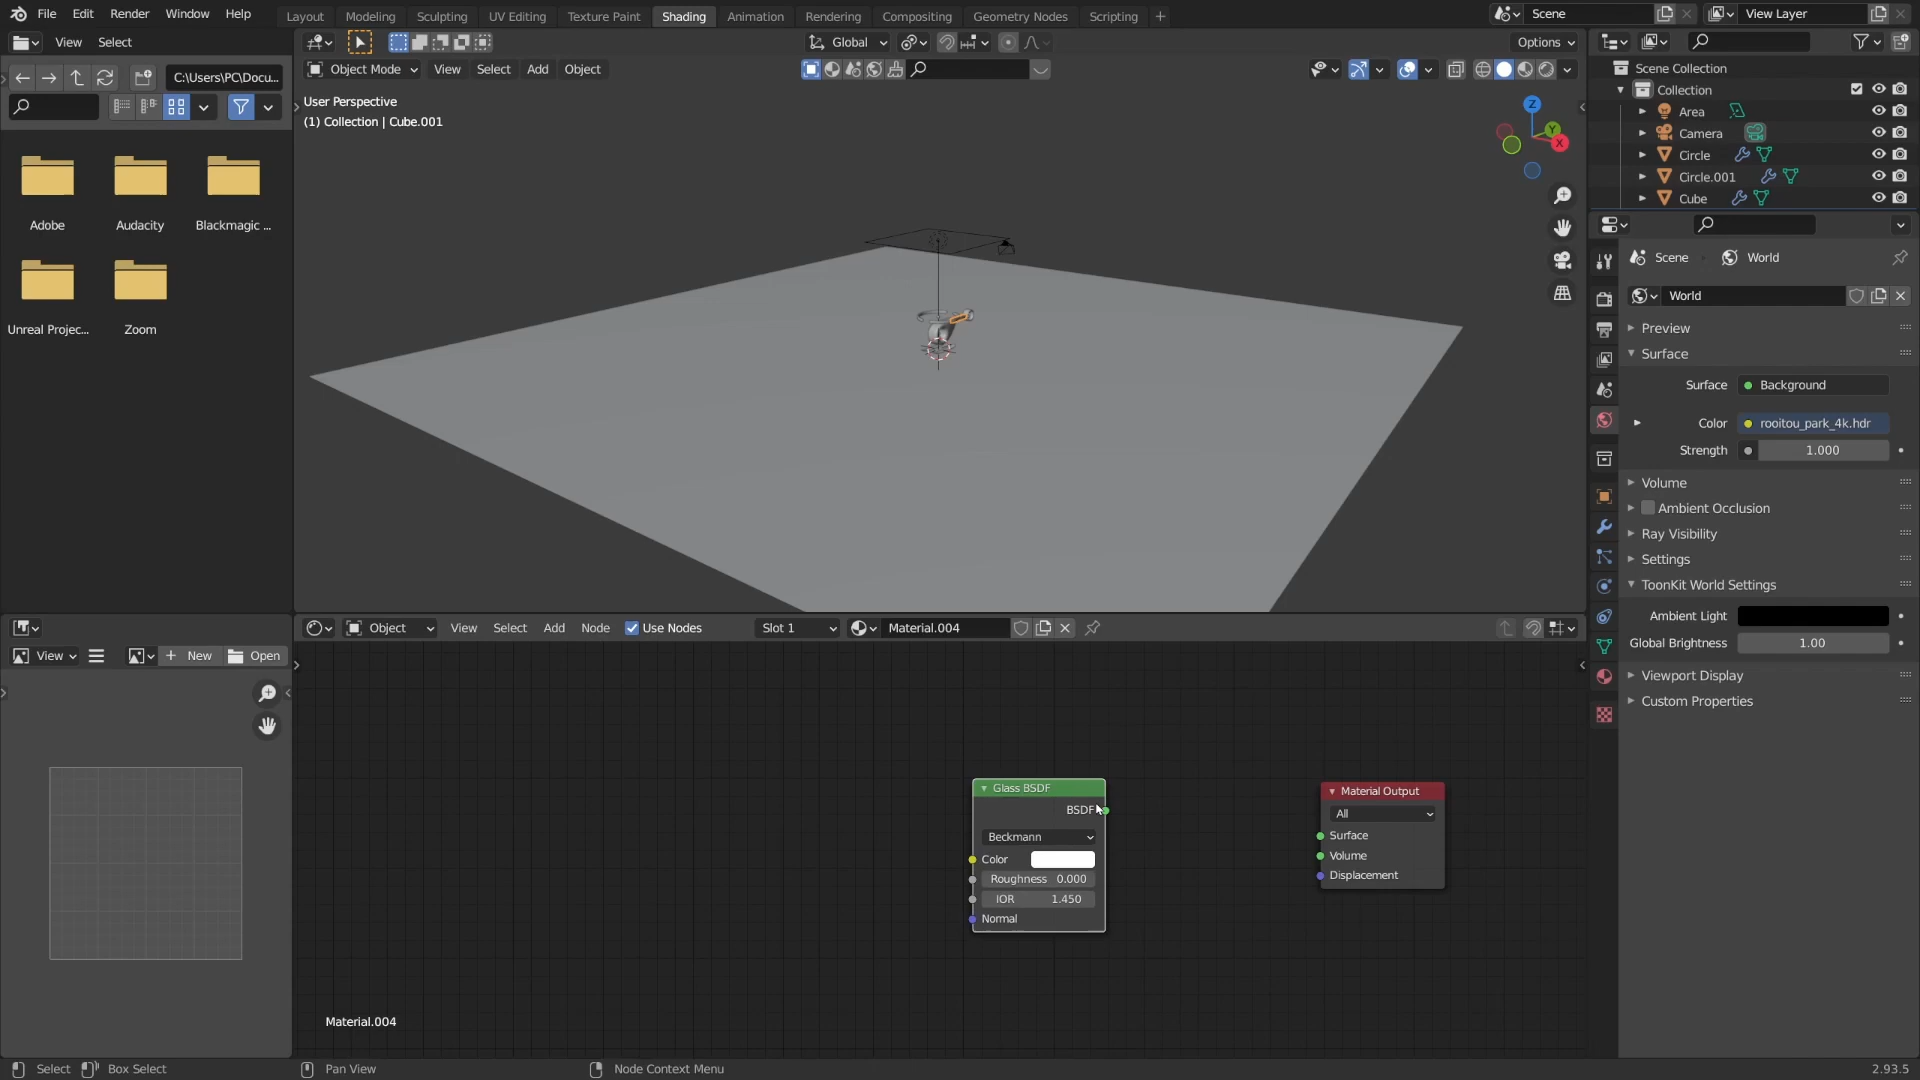 File Edit Render Window Help Layout Modeling Sculpting UV Editing Texture Paint Shading Animation Rendering Compositing Geometry Nodes Scripting + Scene View Layer
View Select Global Options
C:\Users\PC\Docu... Object Mode View Select Add Object
User Perspective
(1) Collection | Cube.001
Z
Y
X
Scene Collection
Collection
Area
Camera
Circle
Circle.001
Cube
Adobe Audacity Blackmagic ...
Unreal Projec... Zoom
Scene World
World
Preview
Surface
Surface Background
Color rooitou_park_4k.hdr
Strength 1.000
Volume
Ambient Occlusion
Ray Visibility
Settings
ToonKit World Settings
Ambient Light
Global Brightness 1.00
Viewport Display
Custom Properties
Object View Select Add Node Use Nodes Slot 1 Material.004
View New Open
Glass BSDF
BSDF
Beckmann
Color
Roughness 0.000
IOR 1.450
Normal
Material Output
All
Surface
Volume
Displacement
Material.004
Select Box Select Pan View Node Context Menu 2.93.5